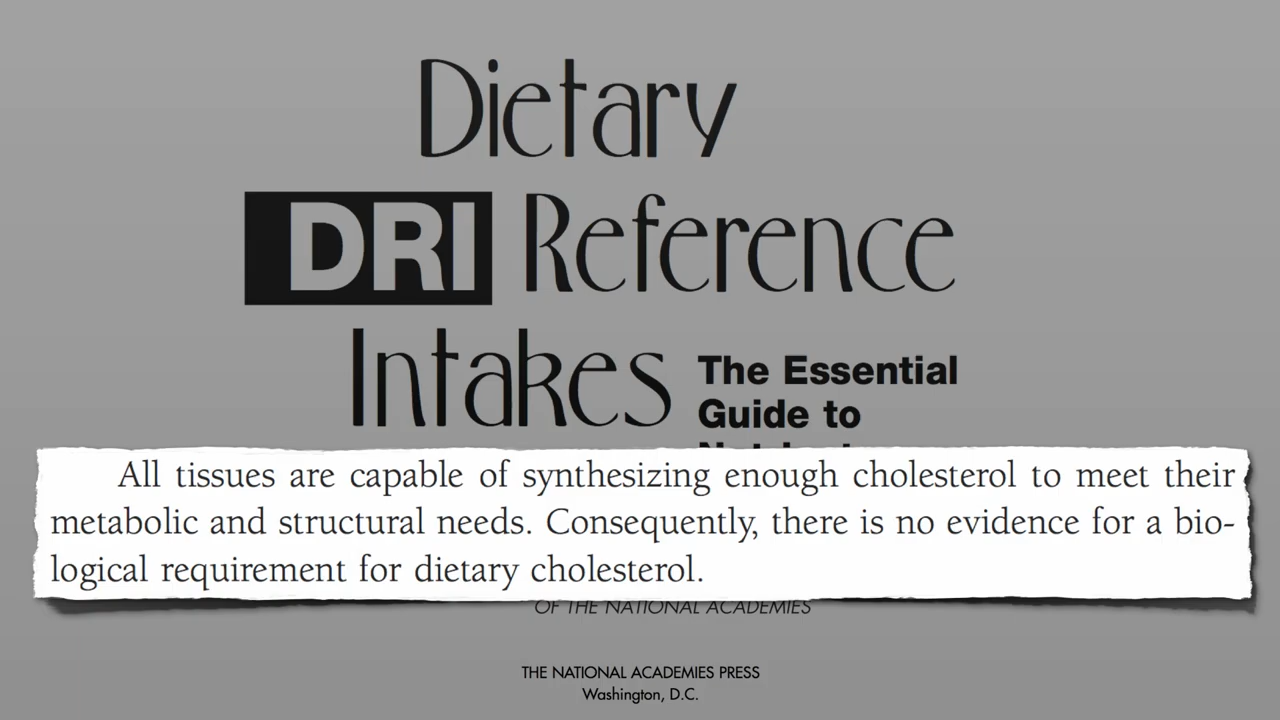 Dietary
DRI Reference
Intakes
The Essential
Guide to
All tissues are capable of synthesizing enough cholesterol to meet their
metabolic and structural needs. Consequently, there is no evidence for a bio-
logical requirement for dietary cholesterol.
OF THE NATIONAL ACADEMIES
THE NATIONAL ACADEMIES PRESS
Washington, D.C.